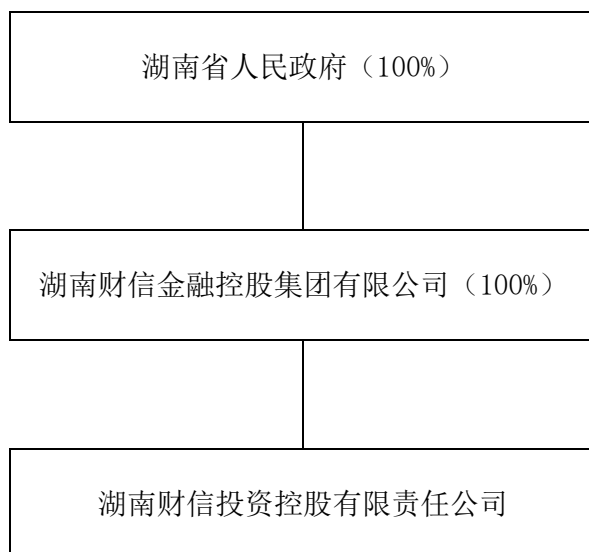 湖南省人民政府（100%）
湖南财信金融控股集团有限公司（100%）
湖南财信投资控股有限责任公司